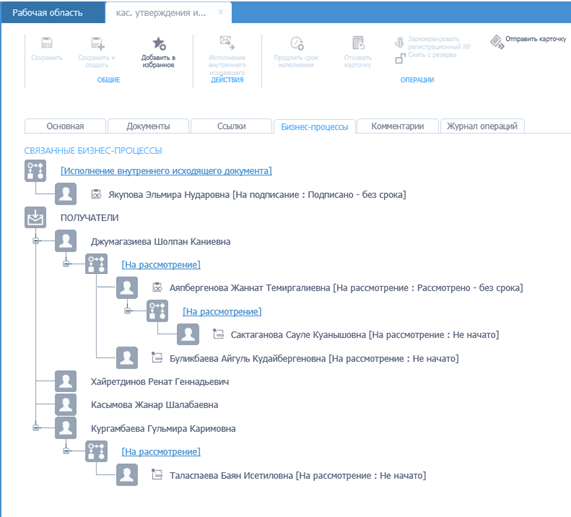 Рабочая область
кас. утверждения и...
Сохранить
Сохранить и создать
Добавить в избранное
Исполнение внутреннего исходящего
Продлить срок исполнения
Отозвать карточку
Зарезервировать регистрационный №
Снять с резерва
Отправить карточку
ОБЩИЕ
ДЕЙСТВИЯ
ОПЕРАЦИИ
Основная
Документы
Ссылки
Бизнес-процессы
Комментарии
Журнал операций
СВЯЗАННЫЕ БИЗНЕС-ПРОЦЕССЫ
[Исполнение внутреннего исходящего документа]
Якупова Эльмира Нударовна [На подписание : Подписано - без срока]
ПОЛУЧАТЕЛИ
Джумагазиева Шолпан Каниевна
[На рассмотрение]
Аяпбергенова Жаннат Темиргалиевна [На рассмотрение : Рассмотрено - без срока]
[На рассмотрение]
Сактаганова Сауле Куанышовна [На рассмотрение : Не начато]
Буликбаева Айгуль Кудайбергеновна [На рассмотрение : Не начато]
Хайретдинов Ренат Геннадьевич
Касымова Жанар Шалабаевна
Кургамбаева Гульмира Каримовна
[На рассмотрение]
Таласпаева Баян Исетиловна [На рассмотрение : Не начато]